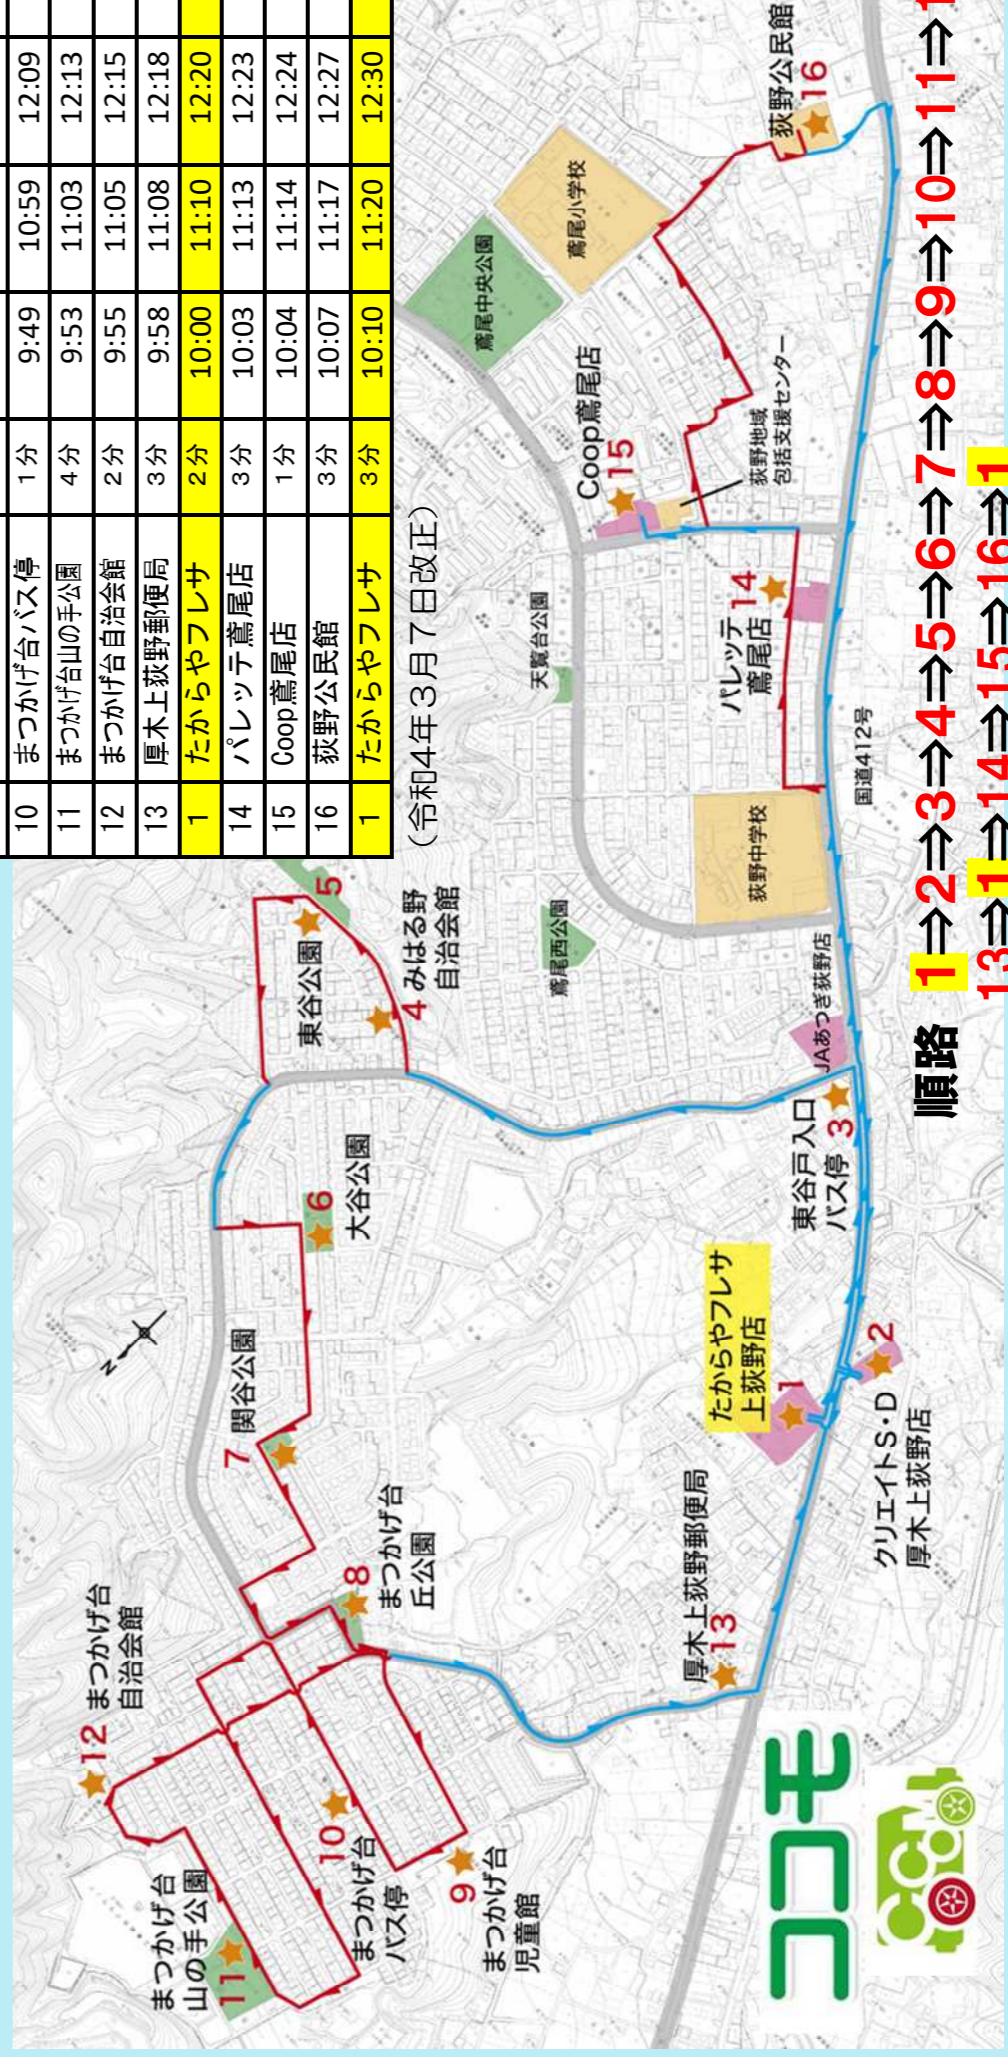 10 まつかげ台バス停 1分 9:49 10:59 12:09
11 まつかげ台山の手公園 4分 9:53 11:03 12:13
12 まつかげ台自治会館 2分 9:55 11:05 12:15
13 厚木上荻野郵便局 3分 9:58 11:08 12:18
1 たからやフレサ 2分 10:00 11:10 12:20
14 パレッテ鳶尾店 3分 10:03 11:13 12:23
15 Coop鳶尾店 1分 10:04 11:14 12:24
16 荻野公民館 3分 10:07 11:17 12:27
1 たからやフレサ 3分 10:10 11:20 12:30
（令和4年3月7日改正）
12 まつかげ台
自治会館
まつかげ台
山の手公園
11
10
まつかげ台
バス停
9
まつかげ台
児童館
8
まつかげ台
丘公園
7 関谷公園
6
大谷公園
東谷公園
5
4 みはる野
自治会館
N
鳶尾西公園
天覧台公園
鳶尾中央公園
鳶尾小学校
荻野公民館
16
Coop鳶尾店
15
荻野地域
包括支援センター
パレッテ
鳶尾店 14
荻野中学校
国道412号
JAあつぎ荻野店
東谷戸入口
バス停 3
たからやフレサ
上荻野店
1
2
クリエイトS・D
厚木上荻野店
厚木上荻野郵便局
13
ココモ
順路 1⇒2⇒3⇒4⇒5⇒6⇒7⇒8⇒9⇒10⇒11⇒1
13⇒1⇒14⇒15⇒16⇒1